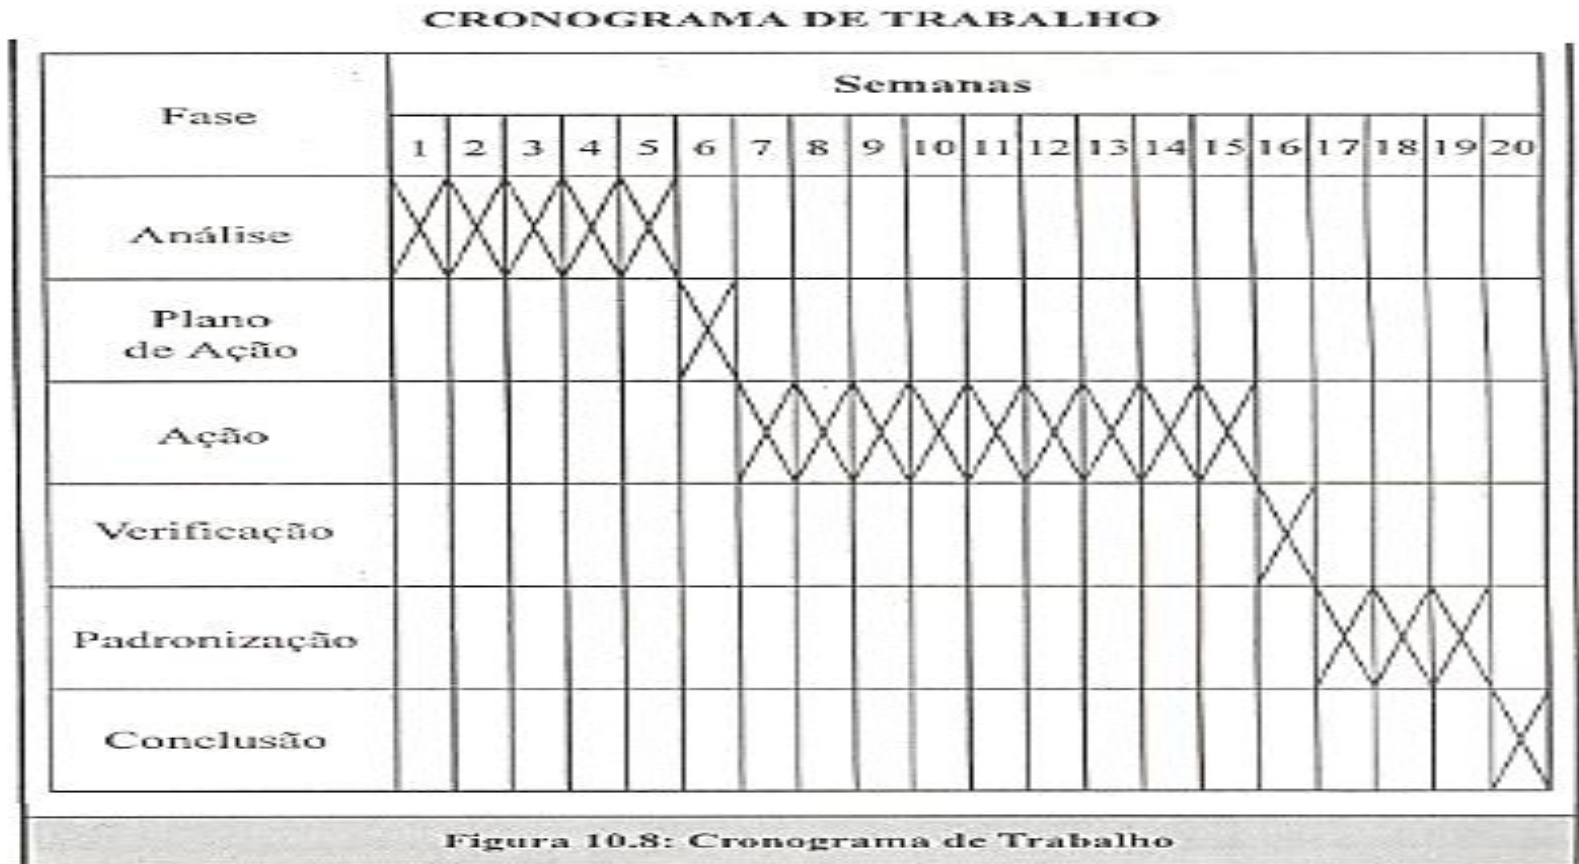 CRONOGRAMA DE TRABALHO
Fase
Semanas
1 2 3 4 5 6 7 8 9 10 11 12 13 14 15 16 17 18 19 20
Análise
Plano
de Ação
Ação
Verificação
Padronização
Conclusão
Figura 10.8: Cronograma de Trabalho